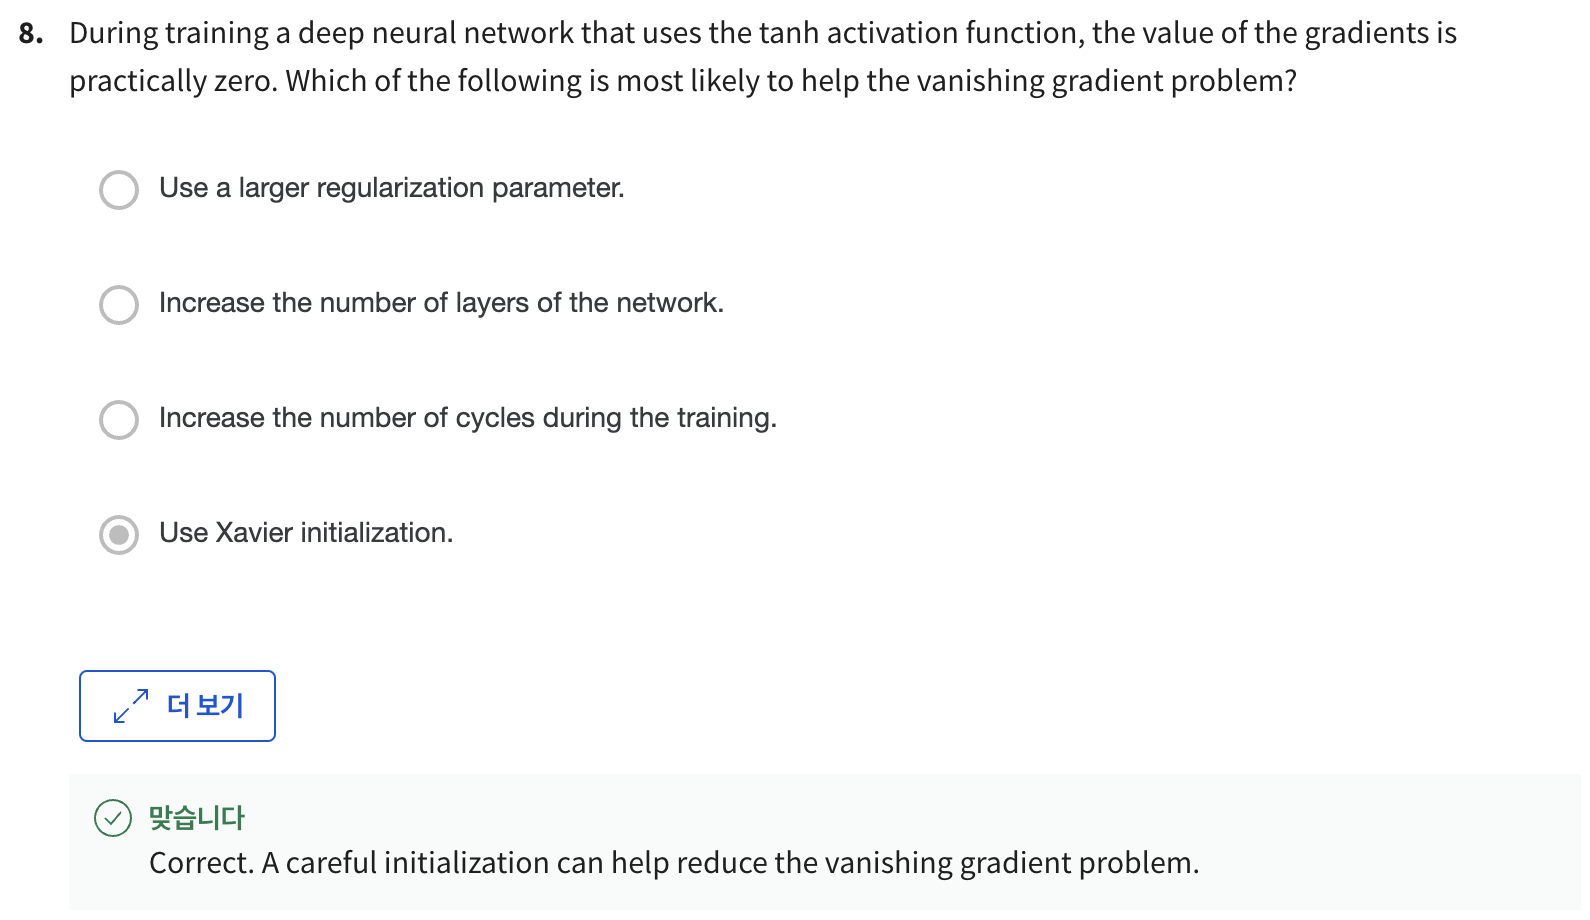 8. During training a deep neural network that uses the tanh activation function, the value of the gradients is
practically zero. Which of the following is most likely to help the vanishing gradient problem?
Use a larger regularization parameter.
Increase the number of layers of the network.
Increase the number of cycles during the training.
Use Xavier initialization.
더 보기
맞습니다
Correct. A careful initialization can help reduce the vanishing gradient problem.